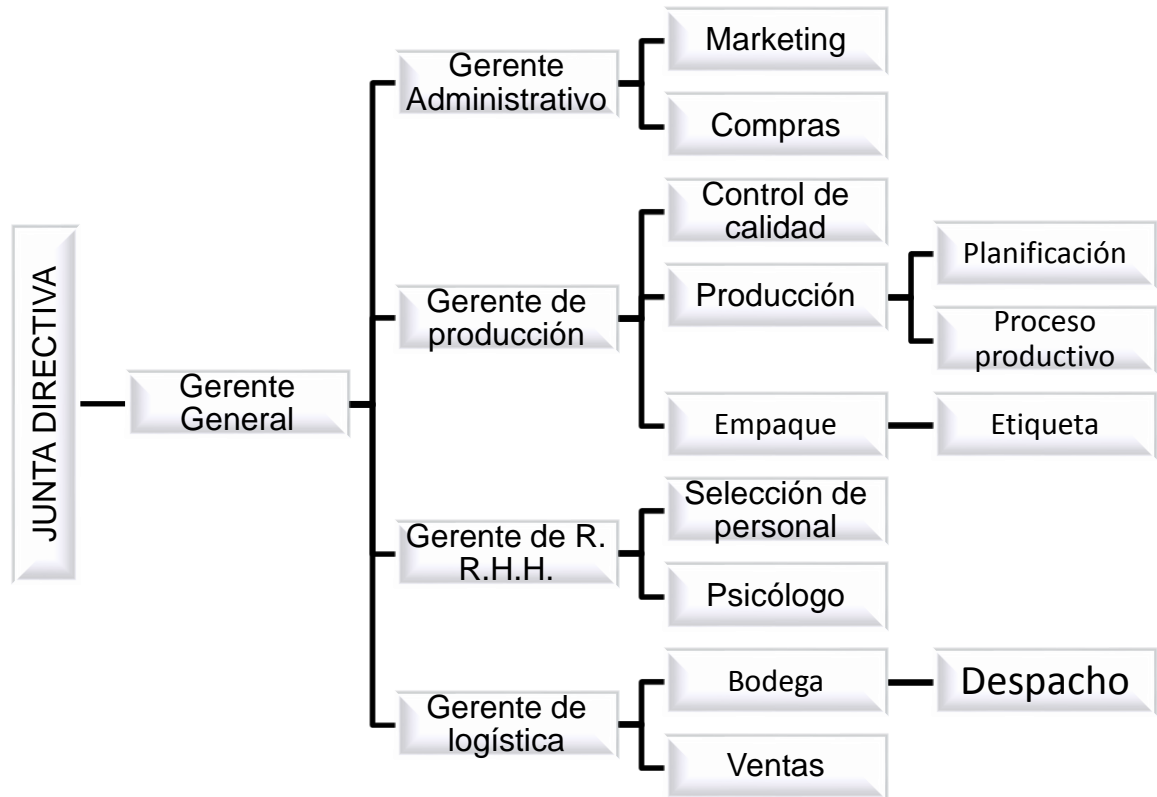 JUNTA DIRECTIVA
Gerente
General
Gerente
Administrativo
Marketing
Compras
Gerente de
producción
Control de
calidad
Producción
Planificación
Proceso
productivo
Empaque
Etiqueta
Gerente de R.
R.H.H.
Selección de
personal
Psicólogo
Gerente de
logística
Bodega
Despacho
Ventas